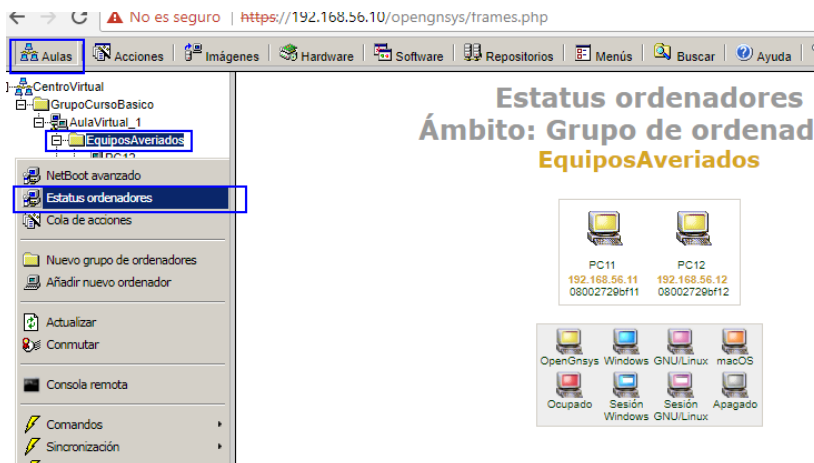 No es seguro | https://192.168.56.10/opengnsys/frames.php
Aulas Acciones Imágenes Hardware Software Repositorios Menús Buscar Ayuda
CentroVirtual
GrupoCursoBasico
AulaVirtual_1
EquiposAveriados
PC12
NetBoot avanzado
Estatus ordenadores
Cola de acciones
Nuevo grupo de ordenadores
Añadir nuevo ordenador
Actualizar
Conmutar
Consola remota
Comandos
Sincronización
Estatus ordenadores
Ámbito: Grupo de ordenad
EquiposAveriados
PC11 PC12
192.168.56.11 192.168.56.12
08002729bf11 08002729bf12
OpenGnsys Windows GNU/Linux macOS
Ocupado Sesión Sesión Apagado
Windows GNU/Linux